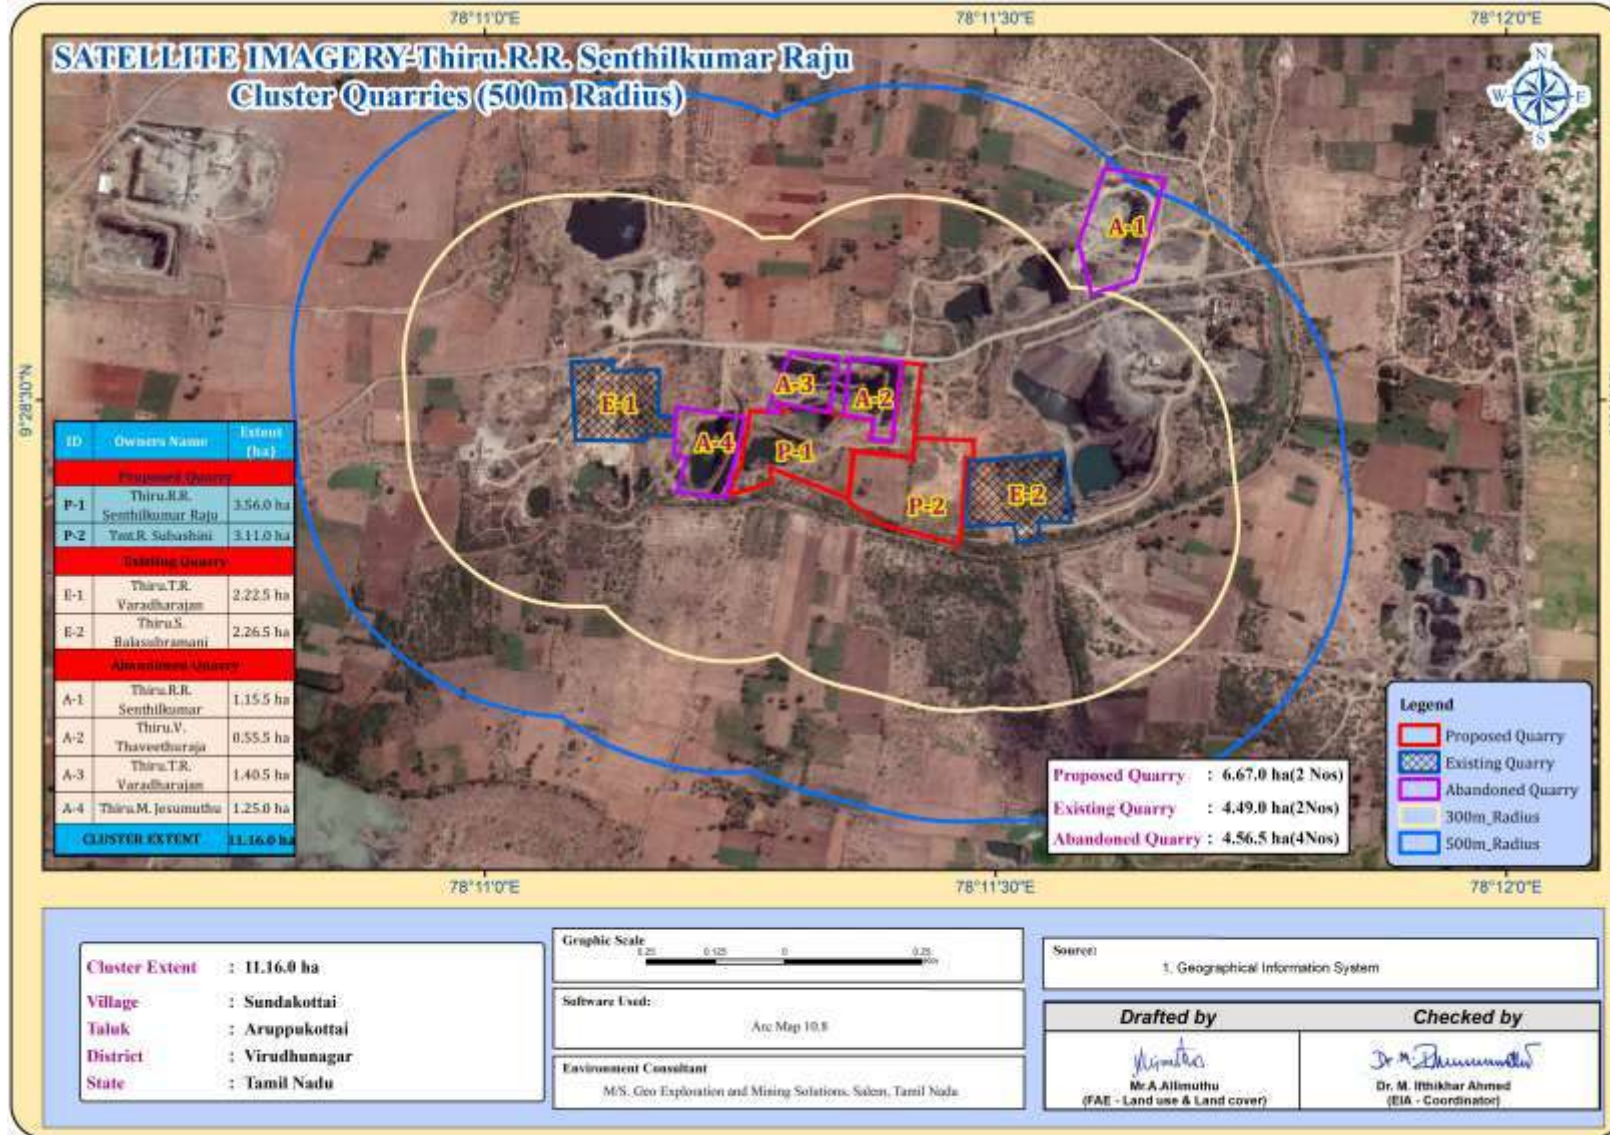 78°11'0"E 78°11'30"E 78°12'0"E
SATELLITE IMAGERY-Thiru.R.R. Senthilkumar Raju
Cluster Quarries (500m Radius)
N
W E
S
A-1
A-3
A-2
E-1
A-4
P-1
P-2
E-2
9°28'30"N
ID Owners Name Extent (ha)
Proposed Quarry
P-1 Thiru.R.R. Senthilkumar Raju 3.56.0 ha
P-2 Tmt.R. Subashini 3.11.0 ha
Existing Quarry
E-1 Thiru.T.R. Varadharajan 2.22.5 ha
E-2 Thiru.S. Balasubramani 2.26.5 ha
Abandoned Quarry
A-1 Thiru.R.R. Senthilkumar 1.15.5 ha
A-2 Thiru.V. Thaveethuraja 0.55.5 ha
A-3 Thiru.T.R. Varadharajan 1.40.5 ha
A-4 Thiru.M. Jesumuthu 1.25.0 ha
CLUSTER EXTENT 11.16.0 ha
Proposed Quarry : 6.67.0 ha(2 Nos)
Existing Quarry : 4.49.0 ha(2Nos)
Abandoned Quarry : 4.56.5 ha(4Nos)
Legend
Proposed Quarry
Existing Quarry
Abandoned Quarry
300m_Radius
500m_Radius
78°11'0"E 78°11'30"E 78°12'0"E
Cluster Extent : 11.16.0 ha
Village : Sundakottai
Taluk : Aruppukottai
District : Virudhunagar
State : Tamil Nadu
Graphic Scale
0.25 0.125 0 0.25
Software Used:
Arc Map 10.8
Environment Consultant
M/S. Geo Exploration and Mining Solutions, Salem, Tamil Nadu
Source:
1. Geographical Information System
Drafted by Checked by
Mr.A.Allimuthu
(FAE - Land use & Land cover)
Dr. M. Ifthikhar Ahmed
(EIA - Coordinator)